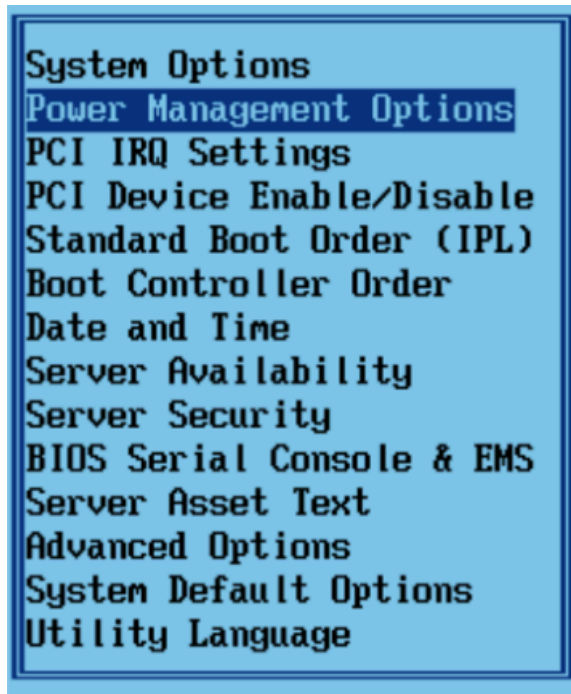 System Options
Power Management Options
PCI IRQ Settings
PCI Device Enable/Disable
Standard Boot Order (IPL)
Boot Controller Order
Date and Time
Server Availability
Server Security
BIOS Serial Console & EMS
Server Asset Text
Advanced Options
System Default Options
Utility Language